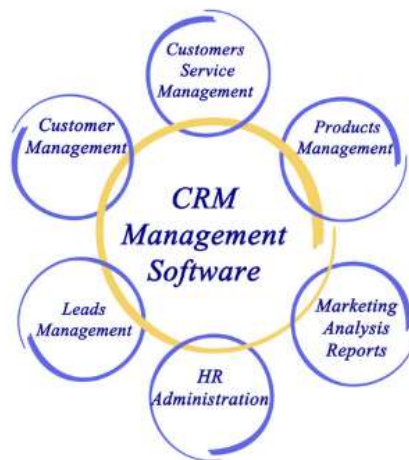 Customers
Service
Management
Customer
Management
Products
Management
CRM
Management
Software
Leads
Management
Marketing
Analysis
Reports
HR
Administration